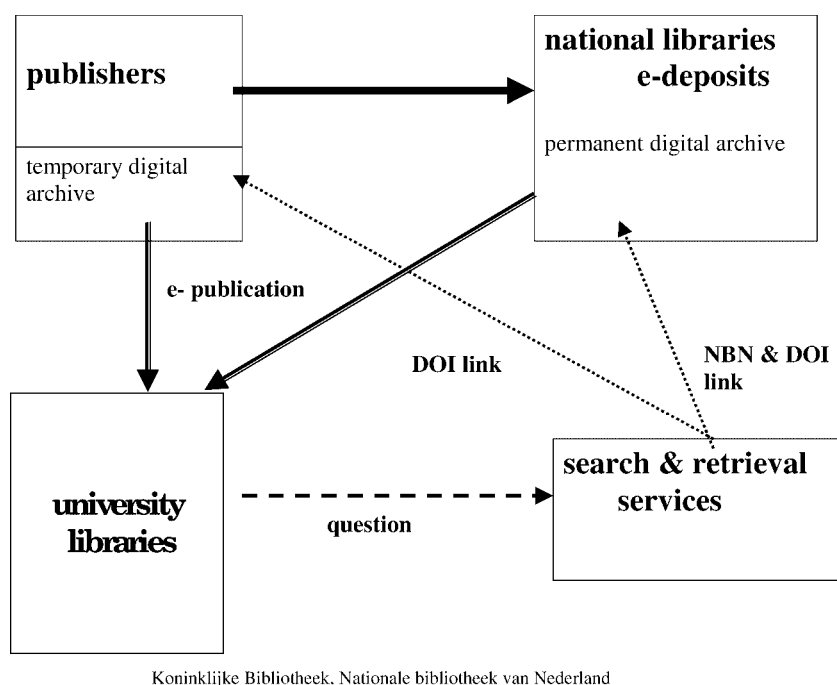 publishers
temporary digital
archive
national libraries
e-deposits
permanent digital archive
e- publication
DOI link
NBN & DOI
link
university
libraries
question
search & retrieval
services
Koninklijke Bibliotheek, Nationale bibliotheek van Nederland